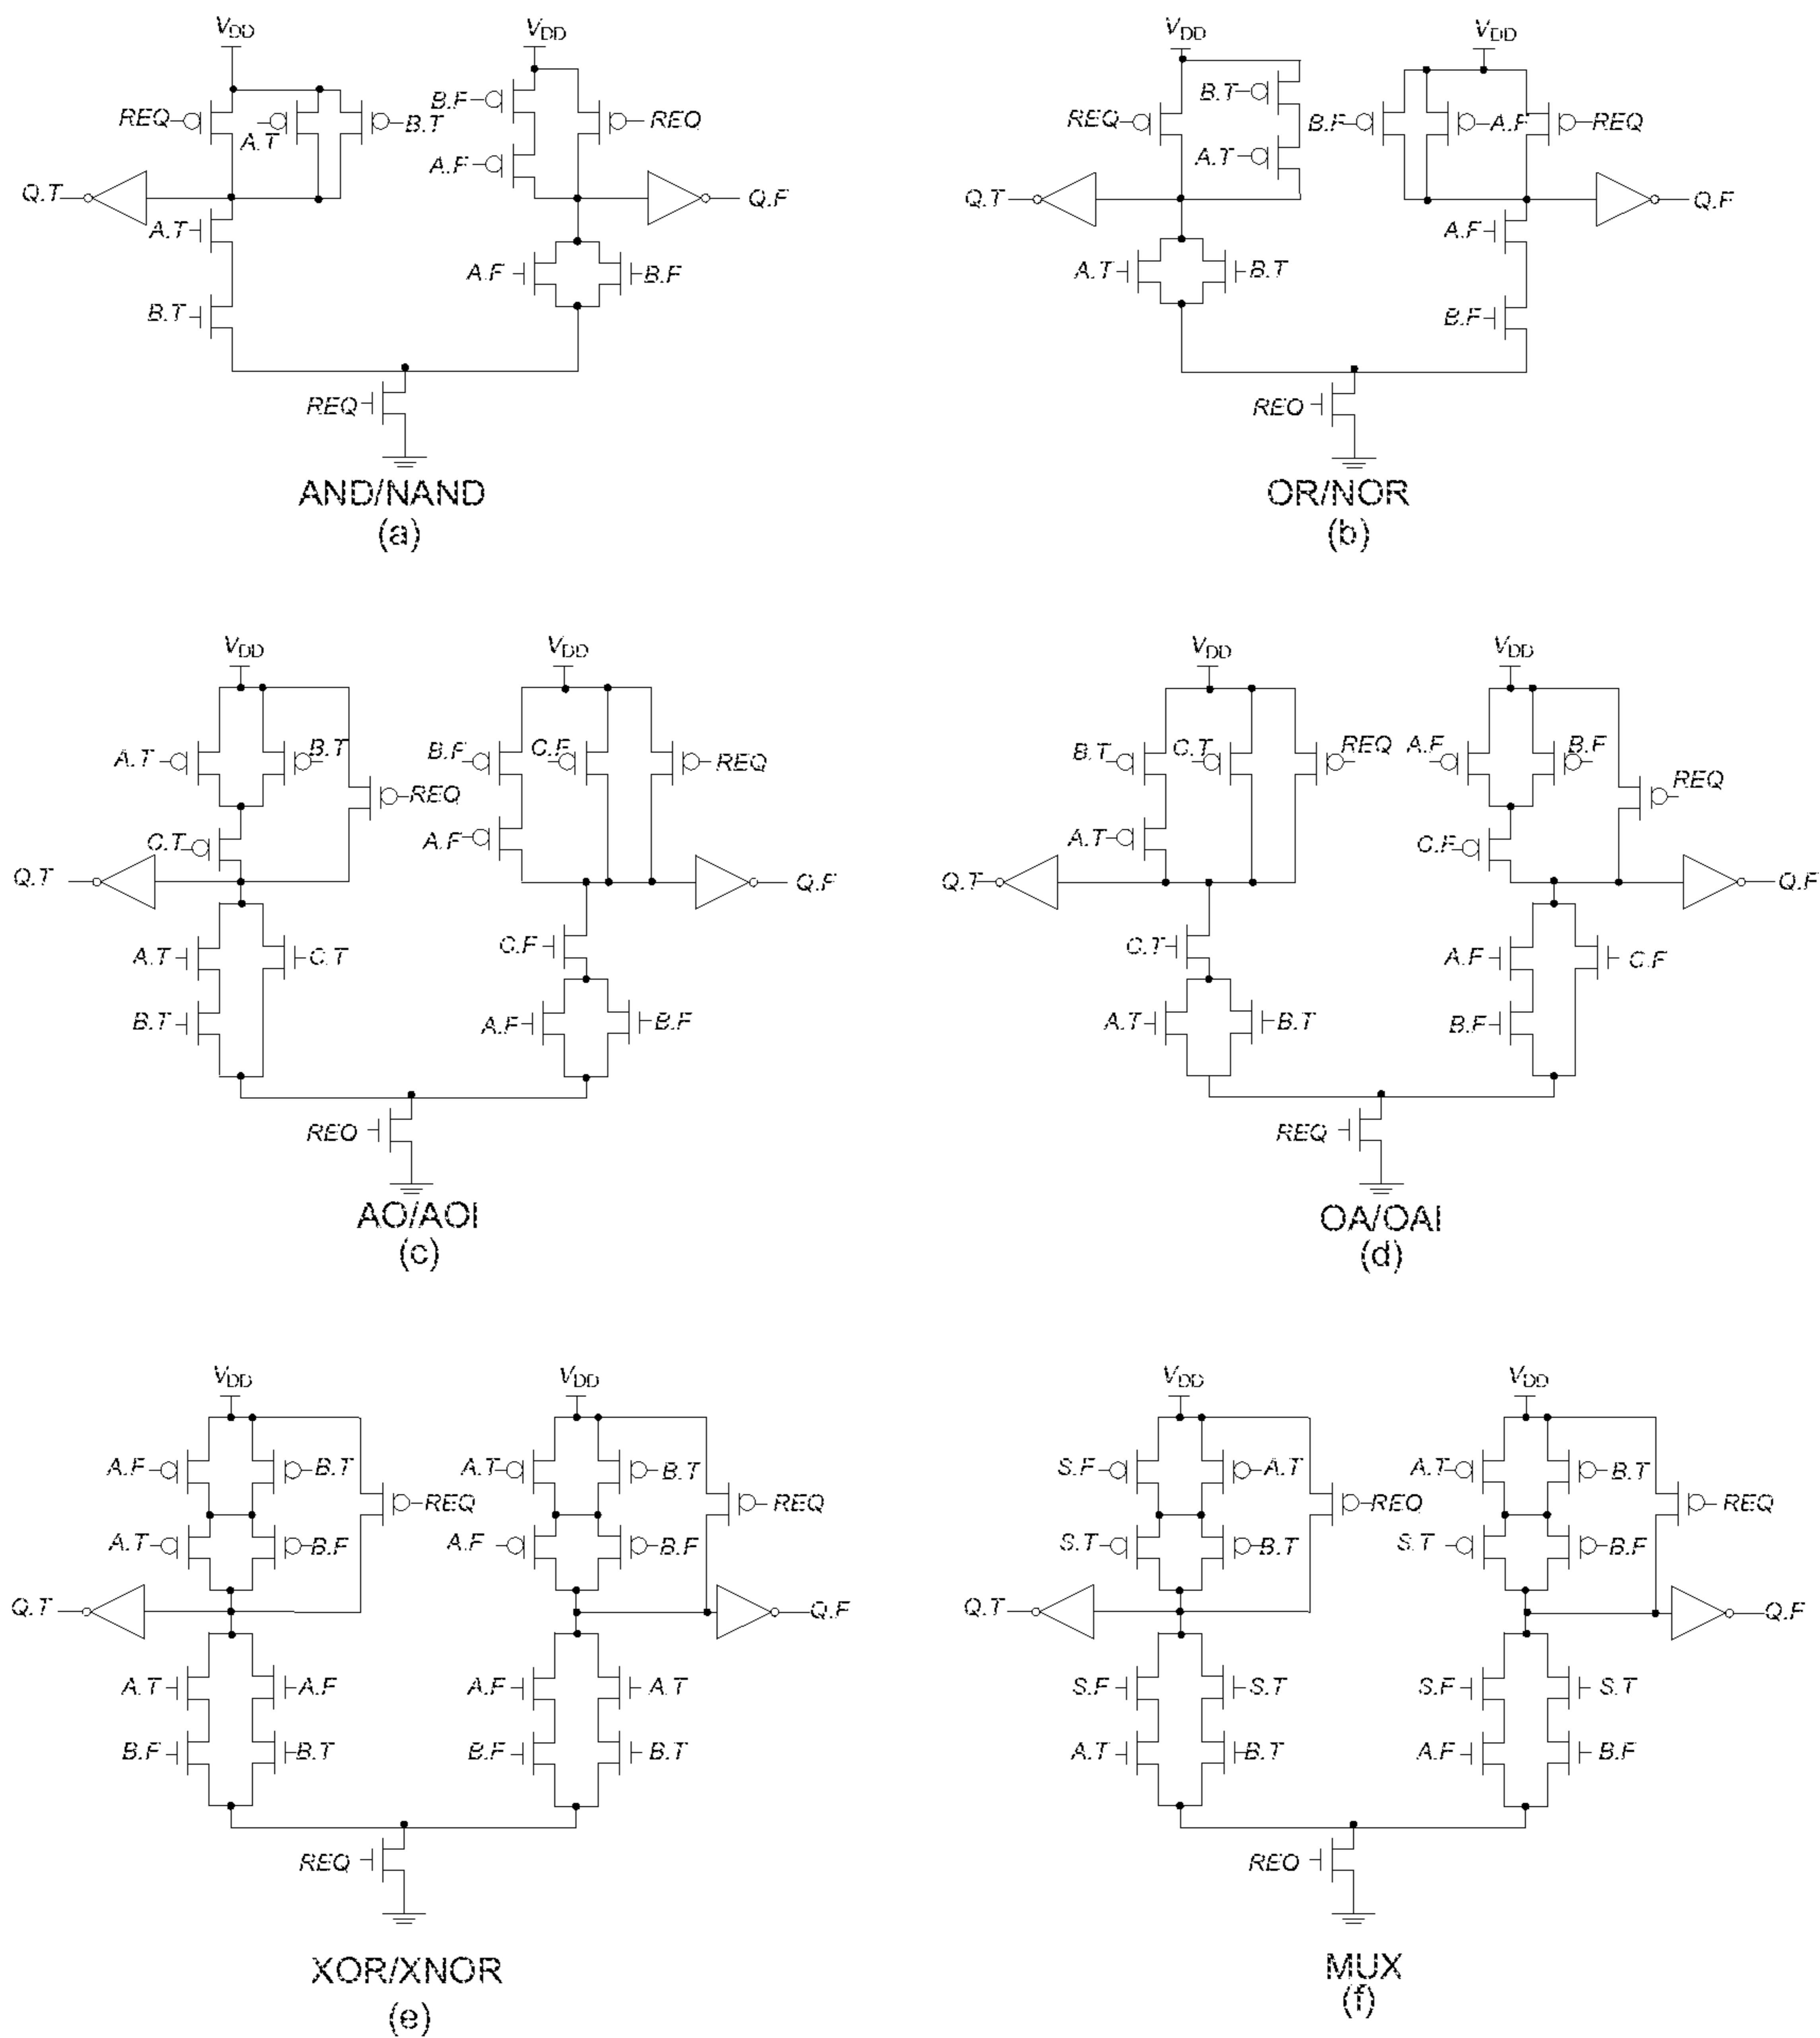 VDD
VDD
B.F
REQ
A.T
B.T
REQ
A.F
Q.T
Q.F
A.T
A.F
B.F
B.T
REQ
AND/NAND
(a)
VDD
VDD
B.T
REQ
B.F
A.F
REQ
A.T
Q.T
Q.F
A.F
A.T
B.T
B.F
REQ
OR/NOR
(b)
VDD
VDD
A.T
B.T
B.F
C.F
REQ
REQ
C.T
A.F
Q.T
Q.F
C.F
A.T
C.T
B.T
A.F
B.F
REQ
AO/AOI
(c)
VDD
VDD
B.T
C.T
REQ
A.F
B.F
REQ
A.T
C.F
Q.T
Q.F
C.T
A.F
C.F
A.T
B.T
B.F
REQ
OA/OAI
(d)
VDD
VDD
A.F
B.T
A.T
B.T
REQ
REQ
A.T
B.F
A.F
B.F
Q.T
Q.F
A.T
A.F
A.F
A.T
B.F
B.T
B.F
B.T
REQ
XOR/XNOR
(e)
VDD
VDD
S.F
A.T
A.T
B.T
REQ
REQ
S.T
B.T
S.T
B.F
Q.T
Q.F
S.F
S.T
S.F
S.T
A.T
B.T
A.F
B.F
REQ
MUX
(f)